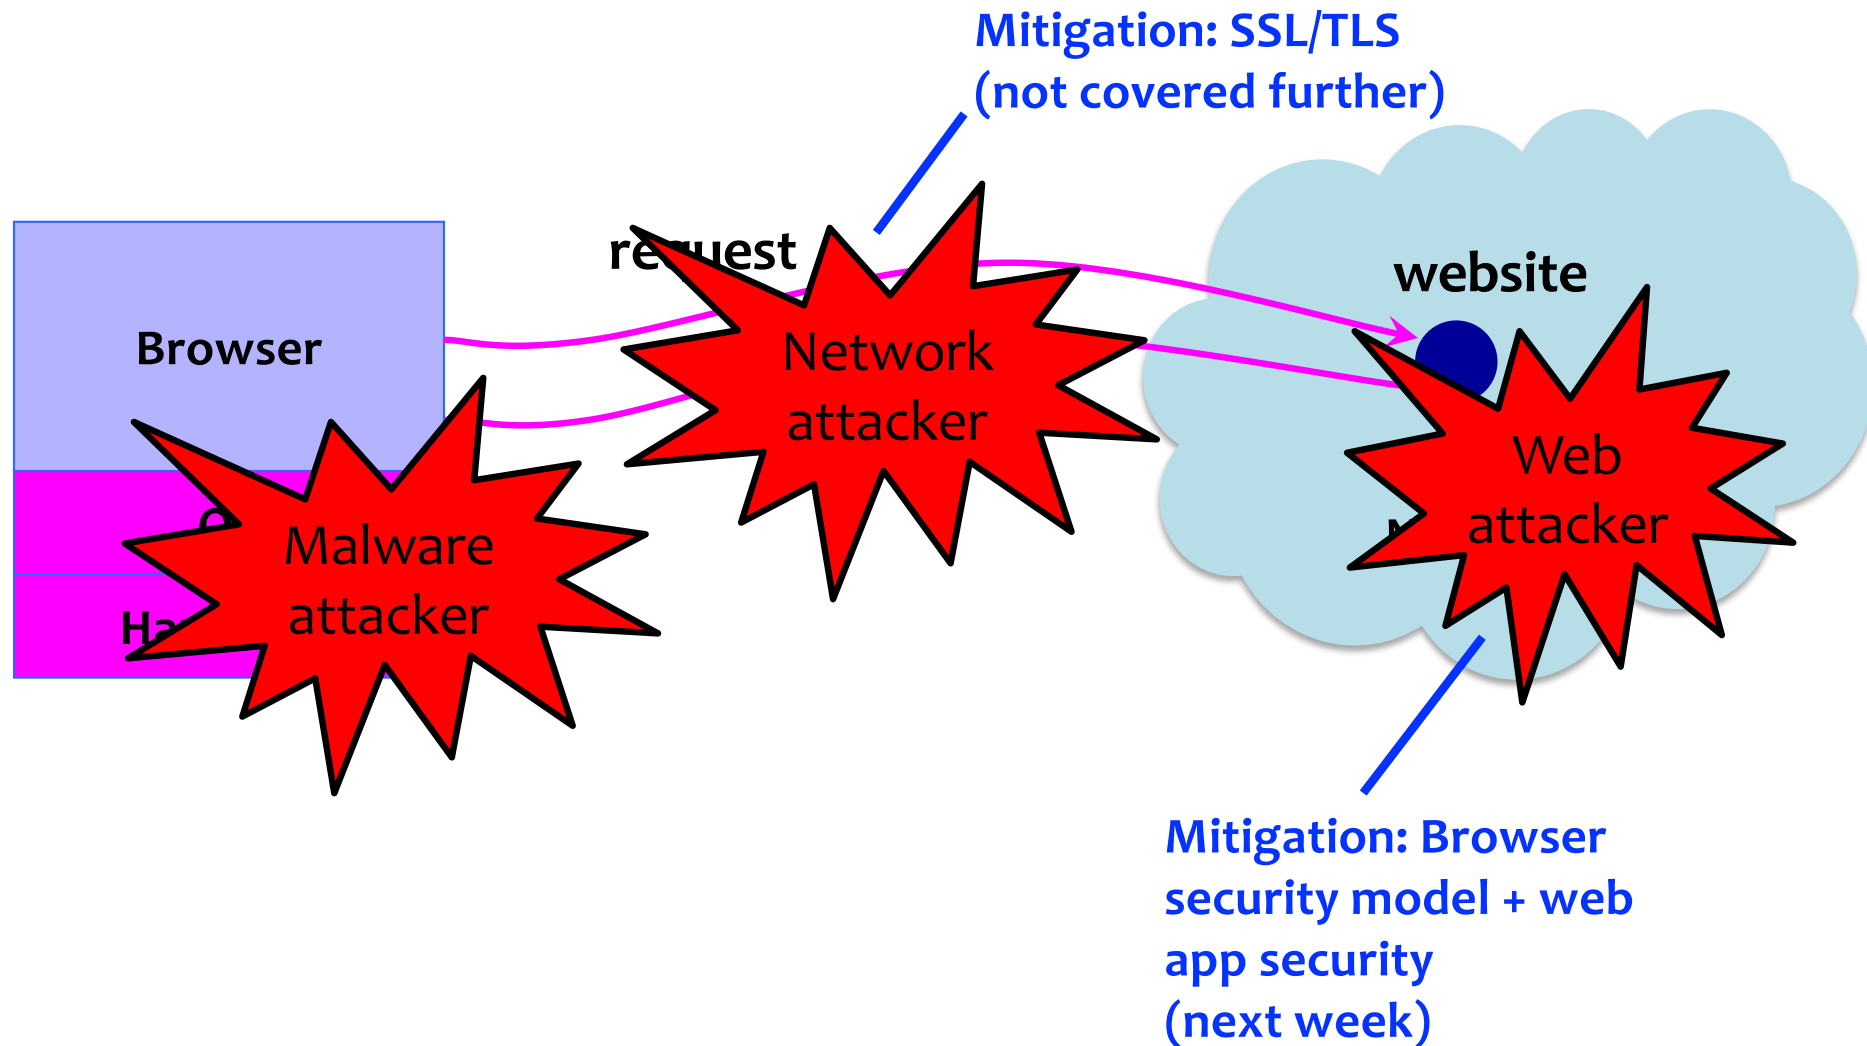 Mitigation: SSL/TLS
(not covered further)
request
website
Browser
Network
attacker
Web
attacker
Malware
attacker
Mitigation: Browser
security model + web
app security
(next week)